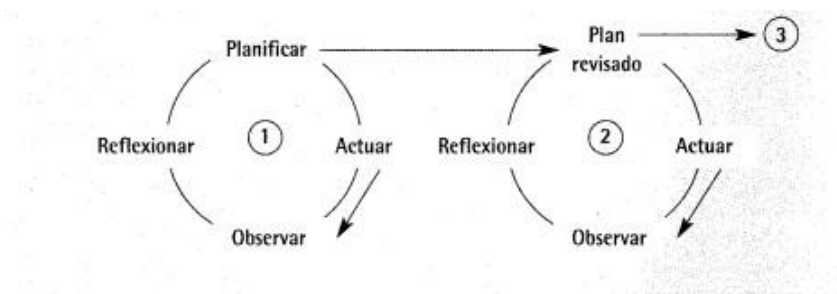 Planificar
Plan
revisado
3
Reflexionar
1
Actuar
Reflexionar
2
Actuar
Observar
Observar